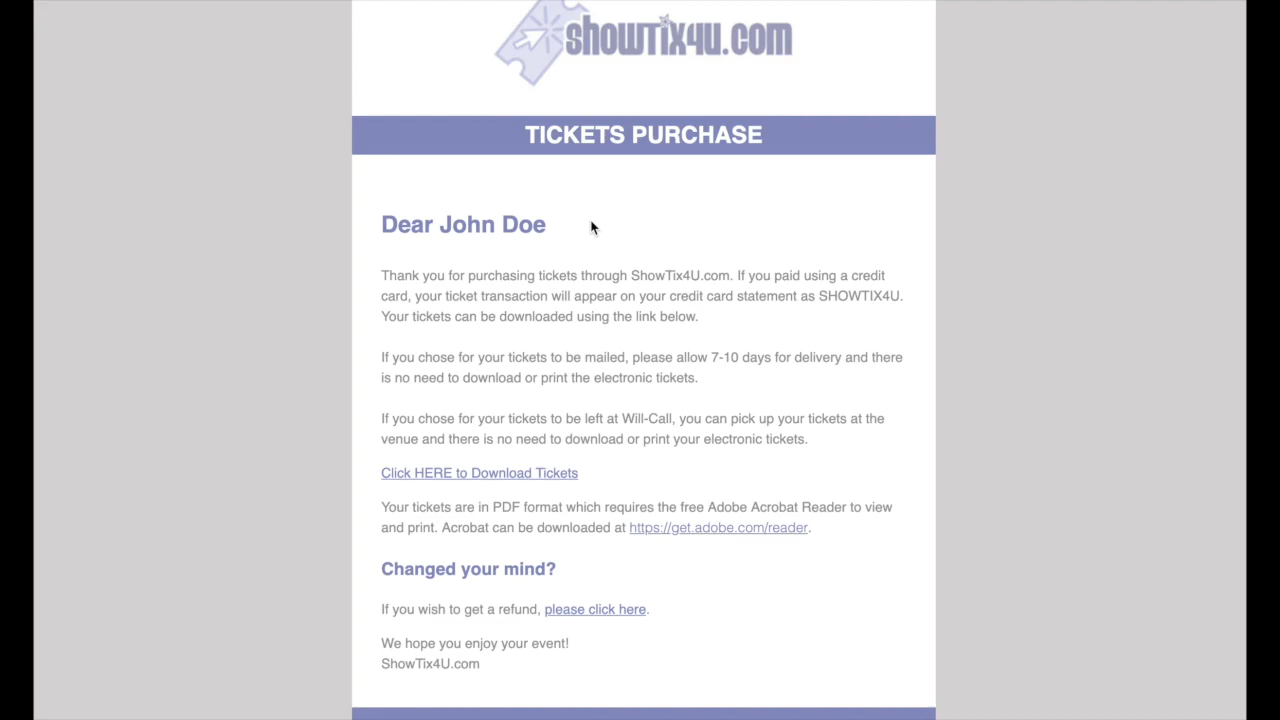 showtix4u.com
TICKETS PURCHASE
Dear John Doe
Thank you for purchasing tickets through ShowTix4U.com. If you paid using a credit
card, your ticket transaction will appear on your credit card statement as SHOWTIX4U.
Your tickets can be downloaded using the link below.
If you chose for your tickets to be mailed, please allow 7-10 days for delivery and there
is no need to download or print the electronic tickets.
If you chose for your tickets to be left at Will-Call, you can pick up your tickets at the
venue and there is no need to download or print your electronic tickets.
Click HERE to Download Tickets
Your tickets are in PDF format which requires the free Adobe Acrobat Reader to view
and print. Acrobat can be downloaded at https://get.adobe.com/reader.
Changed your mind?
If you wish to get a refund, please click here.
We hope you enjoy your event!
ShowTix4U.com